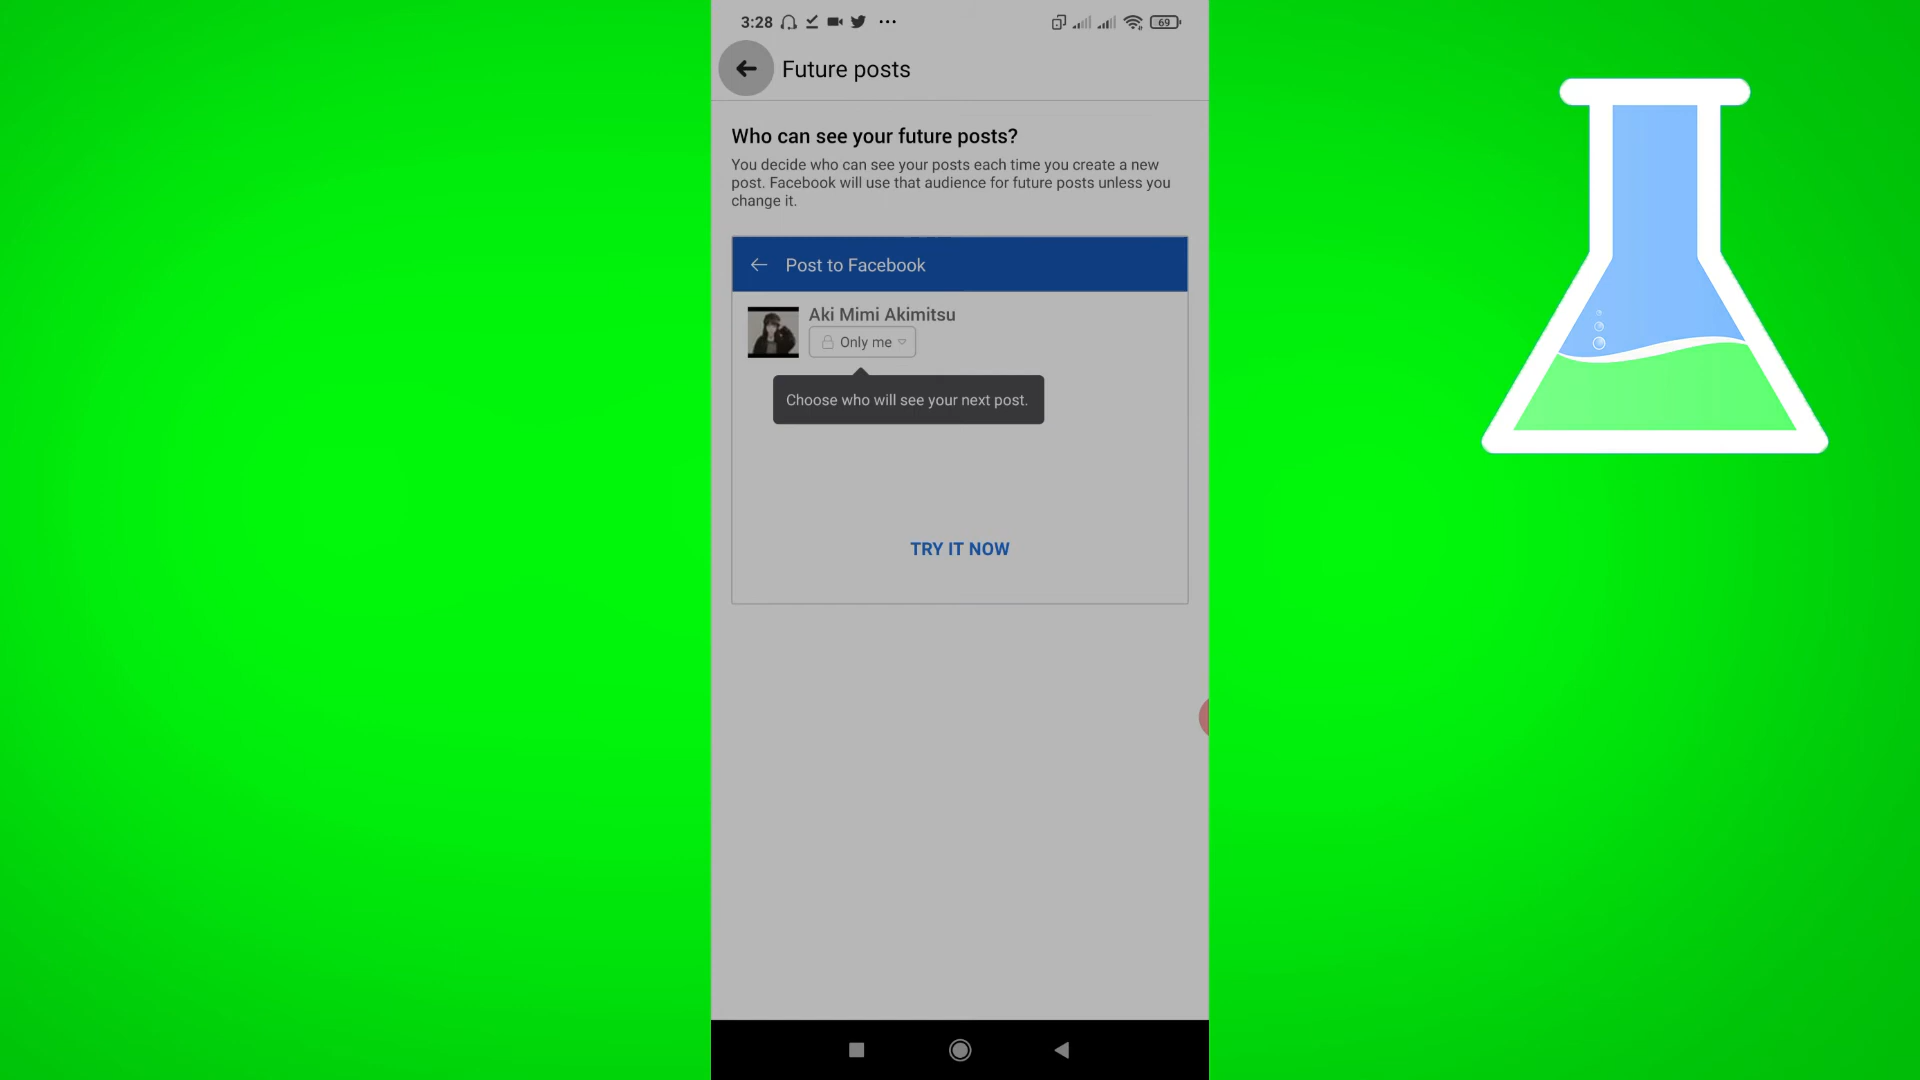 3:28
69
Future posts
Who can see your future posts?
You decide who can see your posts each time you create a new
post. Facebook will use that audience for future posts unless you
change it.
Post to Facebook
Aki Mimi Akimitsu
Only me
Choose who will see your next post.
TRY IT NOW